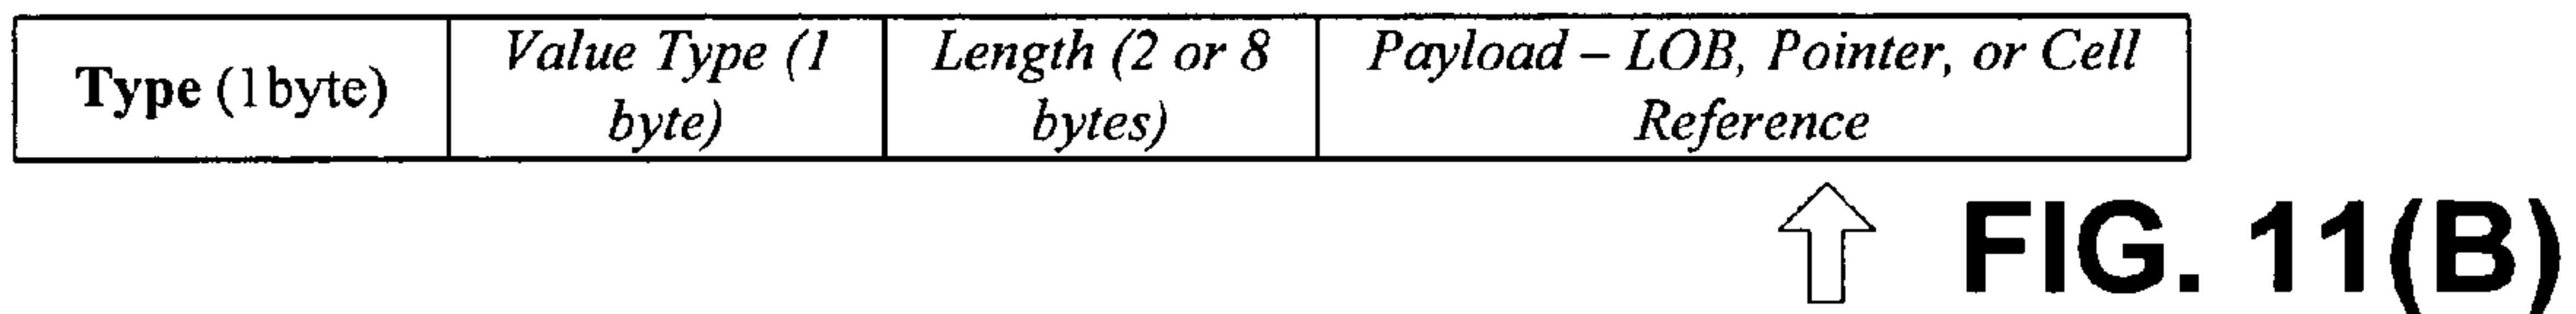 Type (1byte)
Value Type (1
byte)
Length (2 or 8
bytes)
Payload – LOB, Pointer, or Cell
Reference
FIG. 11(B)